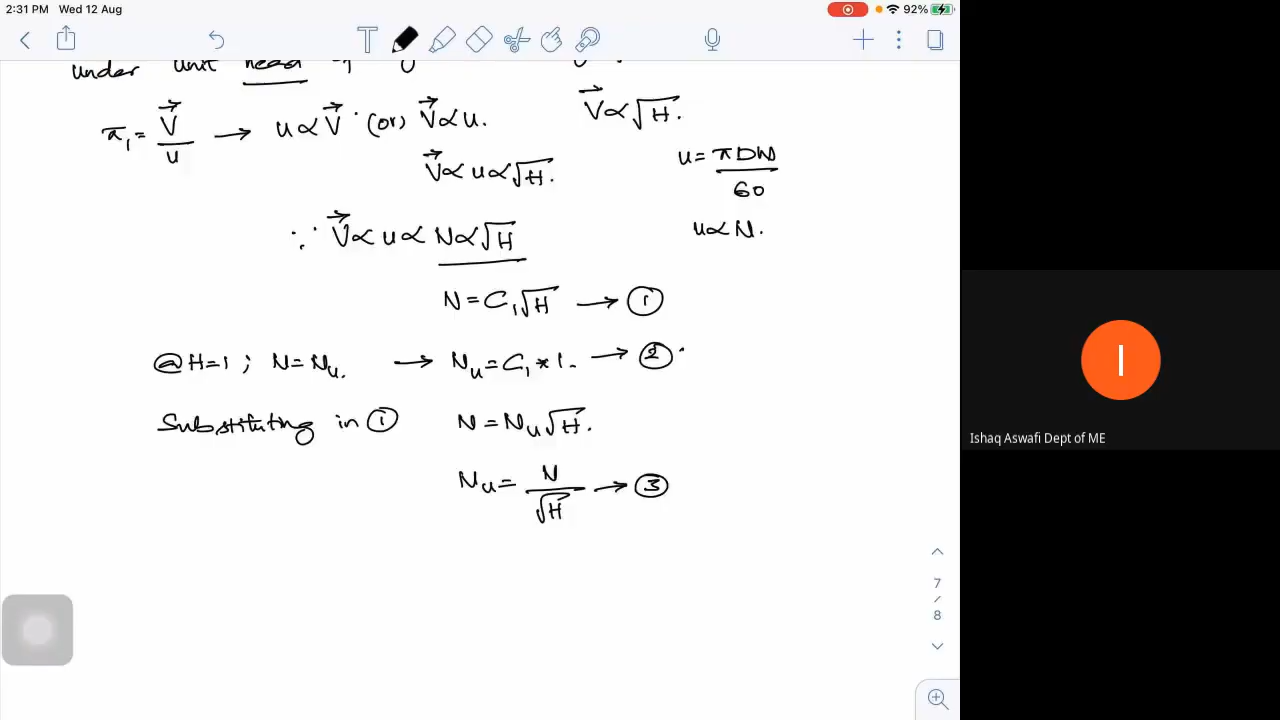 2:31 PM Wed 12 Aug
92%
under unit head
π₁ = V⃗/u → u ∝ V⃗ (or) V⃗ ∝ u.
V⃗ ∝ √H.
V⃗ ∝ u ∝ √H.
u = πDN/60
∵ V⃗ ∝ u ∝ N ∝ √H
u ∝ N.
N = C₁√H → ①
@ H=1 ; N = Nu. → Nu = C₁ * 1. → ②
Substituting in ① N = Nu √H.
Nu = N/√H → ③
I
Ishaq Aswafi Dept of ME
7
/
8